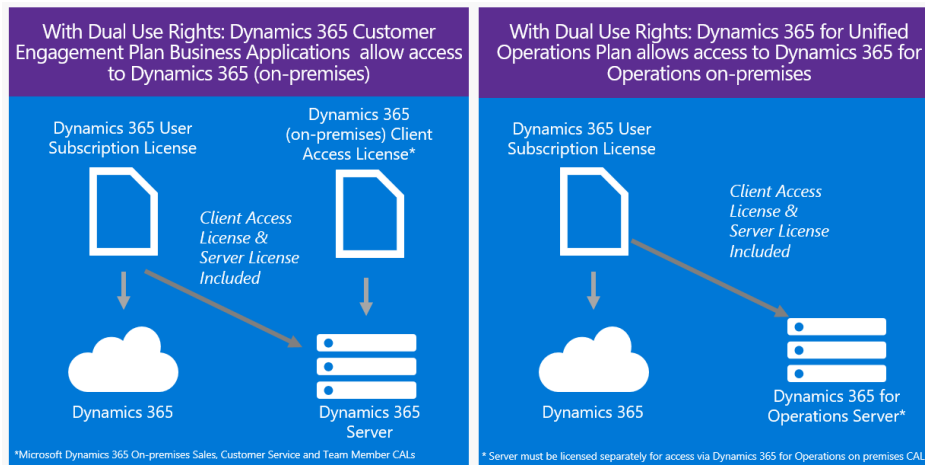 With Dual Use Rights: Dynamics 365 Customer
Engagement Plan Business Applications allow access
to Dynamics 365 (on-premises)
Dynamics 365 User
Subscription License
Dynamics 365
(on-premises) Client
Access License*
Client Access
License &
Server License
Included
Dynamics 365
Dynamics 365
Server
*Microsoft Dynamics 365 On-premises Sales, Customer Service and Team Member CALs
With Dual Use Rights: Dynamics 365 for Unified
Operations Plan allows access to Dynamics 365 for
Operations on-premises
Dynamics 365 User
Subscription License
Client Access
License &
Server License
Included
Dynamics 365
Dynamics 365 for
Operations Server*
* Server must be licensed separately for access via Dynamics 365 for Operations on premises CAL